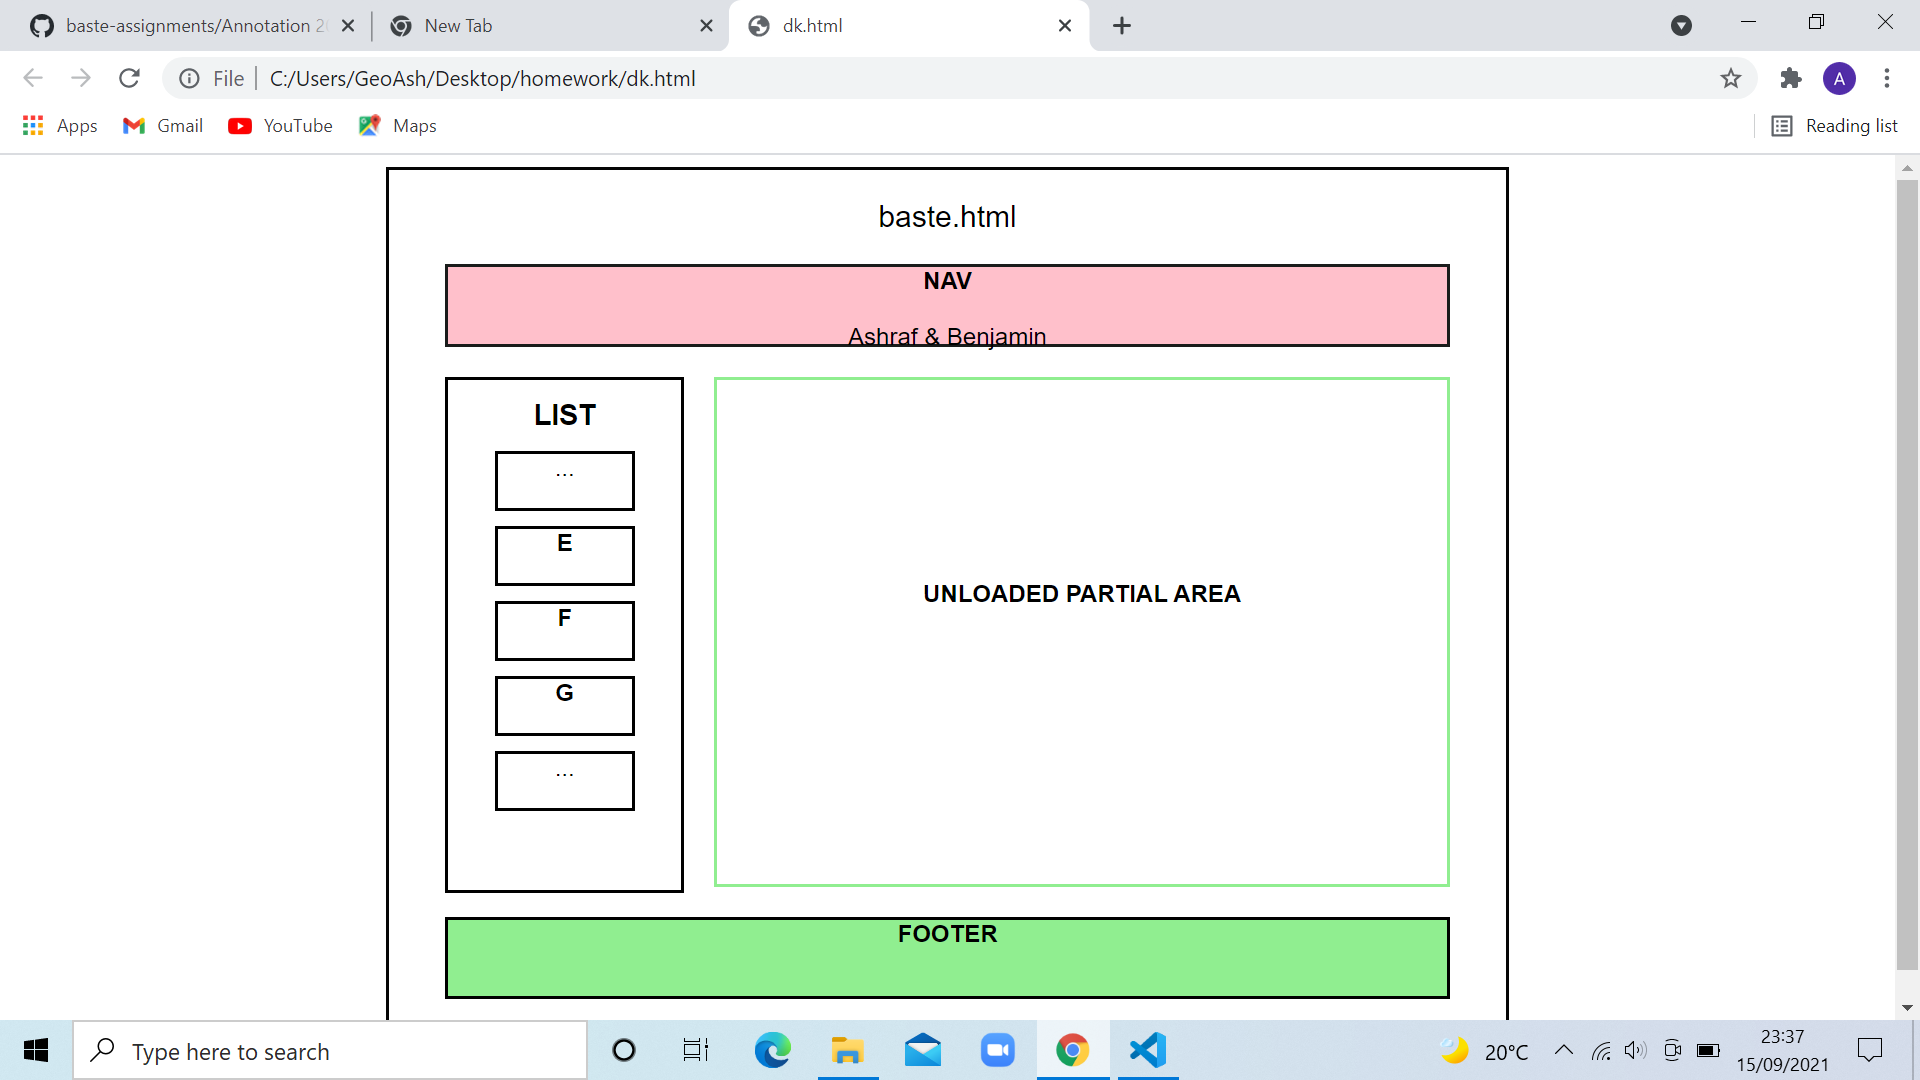 baste-assignments/Annotation 20
New Tab
dk.html
File
C:/Users/GeoAsh/Desktop/homework/dk.html
A
Apps
Gmail
YouTube
Maps
Reading list
baste.html
NAV
Ashraf & Benjamin
LIST
...
E
F
G
...
UNLOADED PARTIAL AREA
FOOTER
Type here to search
20°C
23:37
15/09/2021